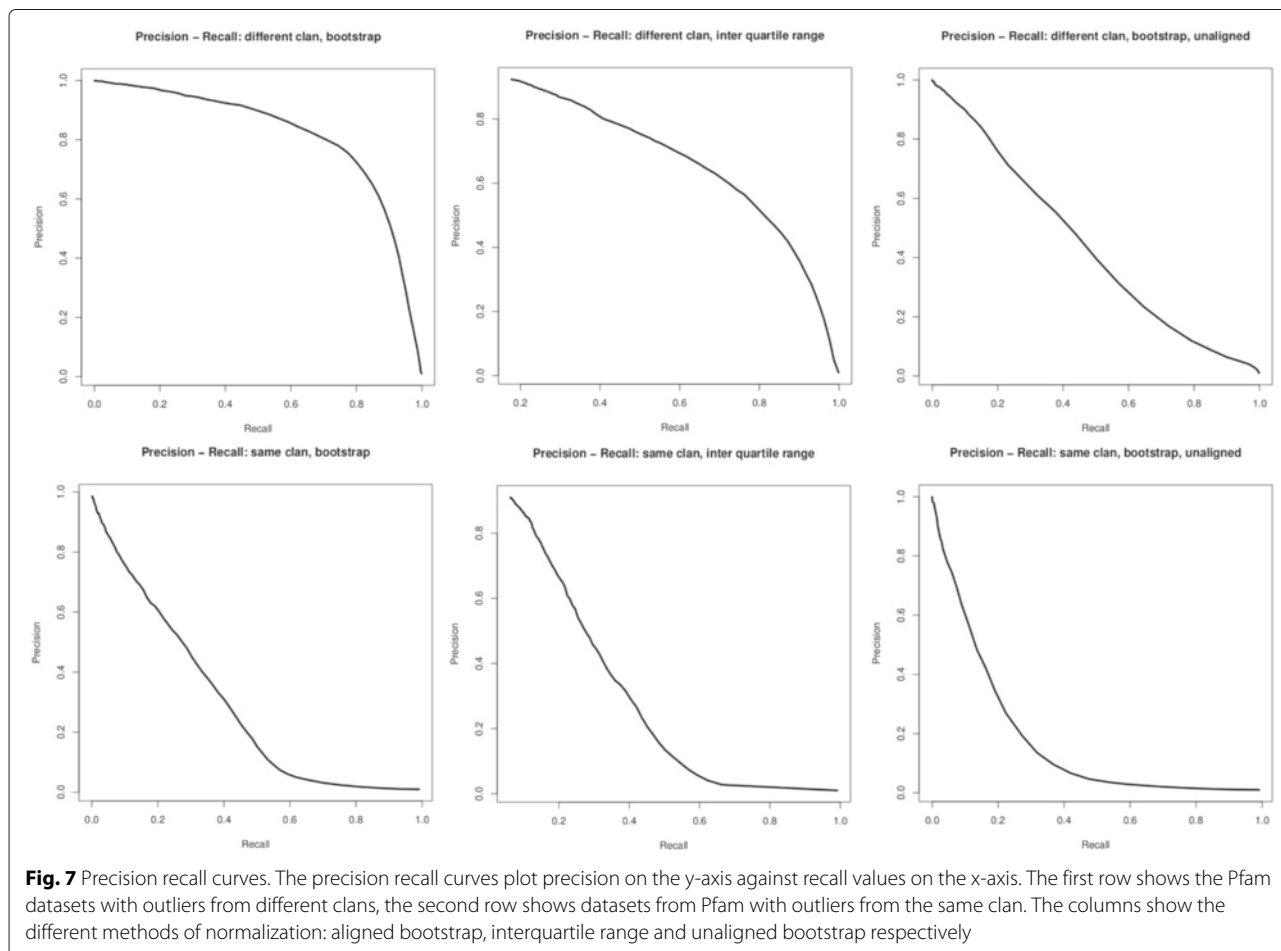 Precision – Recall: different clan, bootstrap
Precision
0.0 0.2 0.4 0.6 0.8 1.0
0.0 0.2 0.4 0.6 0.8 1.0
Recall
Precision – Recall: different clan, inter quartile range
Precision
0.0 0.2 0.4 0.6 0.8
0.2 0.4 0.6 0.8 1.0
Recall
Precision – Recall: different clan, bootstrap, unaligned
Precision
0.0 0.2 0.4 0.6 0.8 1.0
0.0 0.2 0.4 0.6 0.8 1.0
Recall
Precision – Recall: same clan, bootstrap
Precision
0.0 0.2 0.4 0.6 0.8 1.0
0.0 0.2 0.4 0.6 0.8 1.0
Recall
Precision – Recall: same clan, inter quartile range
Precision
0.0 0.2 0.4 0.6 0.8
0.2 0.4 0.6 0.8 1.0
Recall
Precision – Recall: same clan, bootstrap, unaligned
Precision
0.0 0.2 0.4 0.6 0.8 1.0
0.0 0.2 0.4 0.6 0.8 1.0
Recall
Fig. 7 Precision recall curves. The precision recall curves plot precision on the y-axis against recall values on the x-axis. The first row shows the Pfam
datasets with outliers from different clans, the second row shows datasets from Pfam with outliers from the same clan. The columns show the
different methods of normalization: aligned bootstrap, interquartile range and unaligned bootstrap respectively